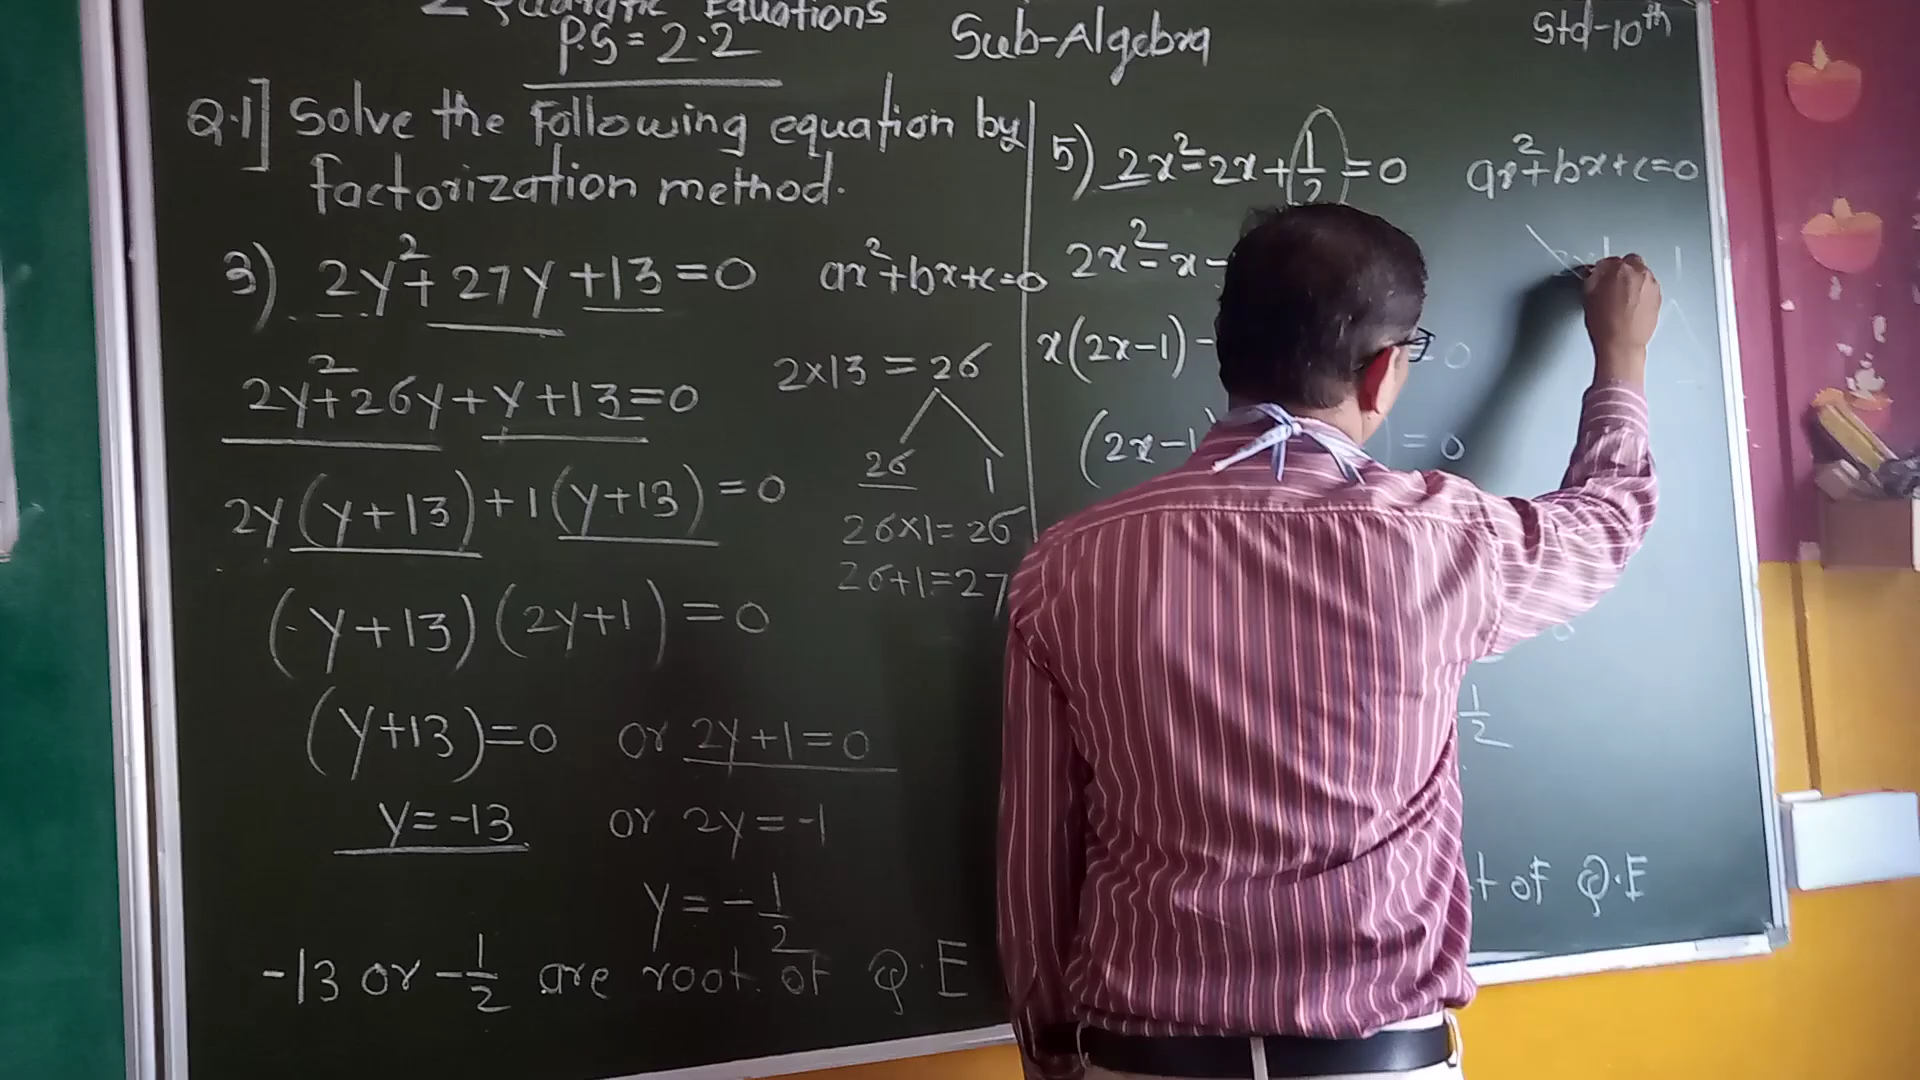 2 Quadratic Equations
P.S = 2.2
Sub-Algebra
Std-10th
Q.1] Solve the following equation by
factorization method.
3) 2y²+27y+13=0
ax²+bx+c=0
2y²+26y+y+13=0
2y(y+13)+1(y+13)=0
(y+13)(2y+1)=0
(y+13)=0 or 2y+1=0
y=-13 or 2y=-1
y=-1/2
-13 or -1/2 are root of Q.E
2×13=26
26 1
26×1=26
26+1=27
5) 2x²-2x+1/2=0
ax²+bx+c=0
2x²-x-
x(2x-1)- =0
(2x-1) )=0
1/2
of Q.E
1